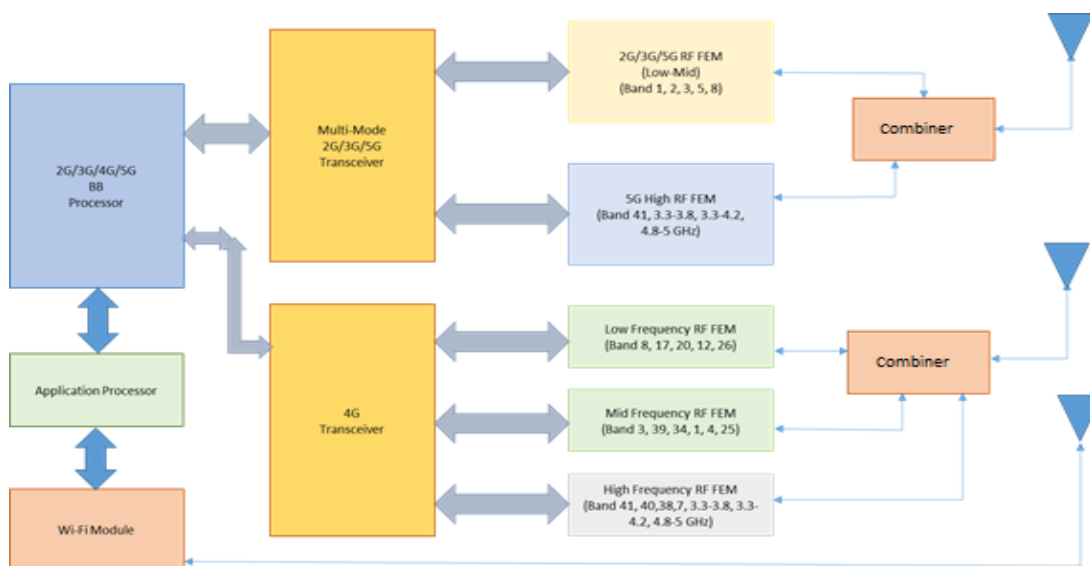 2G/3G/4G/5G
BB
Processor
Application Processor
Wi-Fi Module
Multi-Mode
2G/3G/5G
Transceiver
4G
Transceiver
2G/3G/5G RF FEM
(Low-Mid)
(Band 1, 2, 3, 5, 8)
5G High RF FEM
(Band 41, 3.3-3.8, 3.3-4.2,
4.8-5 GHz)
Low Frequency RF FEM
(Band 8, 17, 20, 12, 26)
Mid Frequency RF FEM
(Band 3, 39, 34, 1, 4, 25)
High Frequency RF FEM
(Band 41, 40,38,7, 3.3-3.8, 3.3-
4.2, 4.8-5 GHz)
Combiner
Combiner